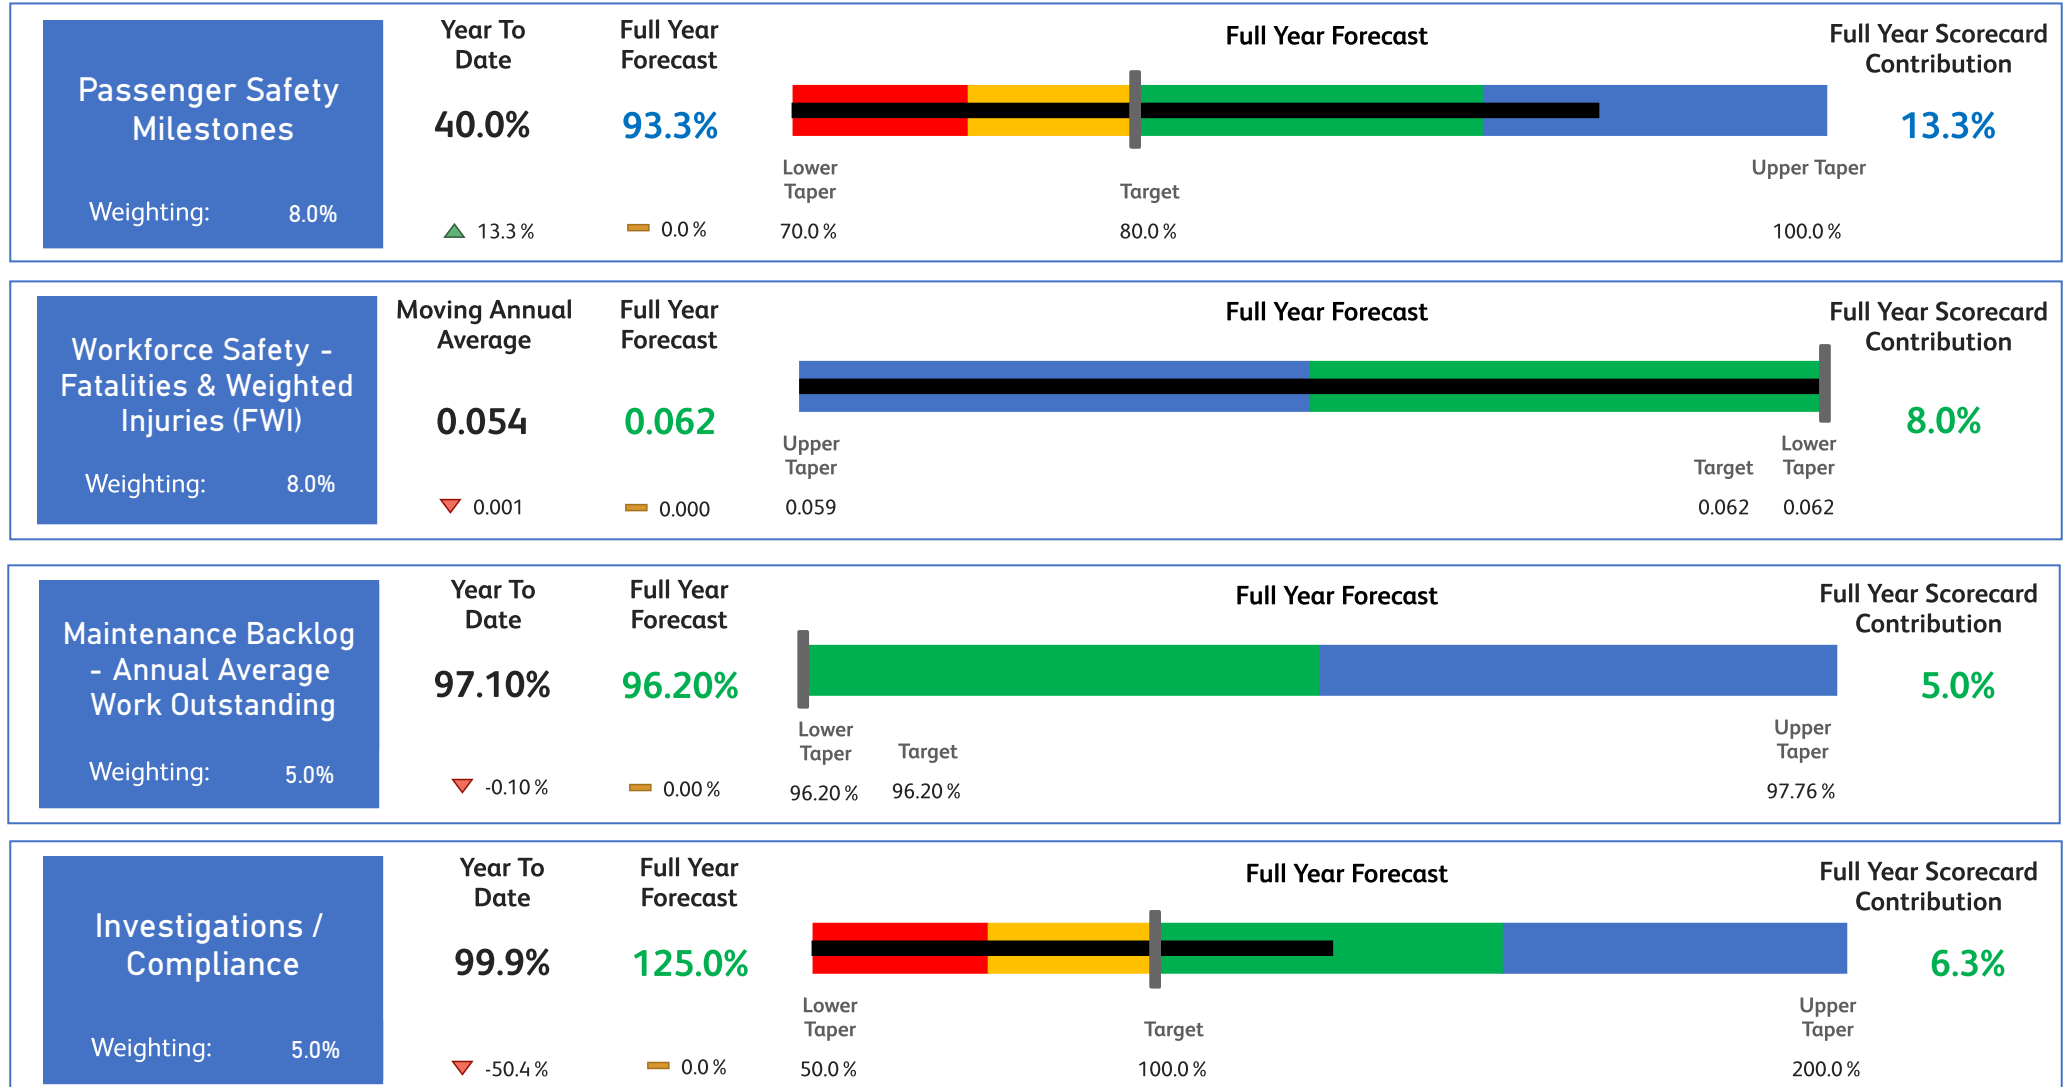 Passenger Safety
Milestones
Weighting: 8.0%
Year To
Date
40.0%
13.3 %
Full Year
Forecast
93.3%
0.0 %
Full Year Forecast
Lower
Taper
Target
Upper Taper
70.0 %
80.0 %
100.0 %
Full Year Scorecard
Contribution
13.3%
Workforce Safety -
Fatalities & Weighted
Injuries (FWI)
Weighting: 8.0%
Moving Annual
Average
0.054
0.001
Full Year
Forecast
0.062
0.000
Full Year Forecast
Upper
Taper
Target
Lower
Taper
0.059
0.062
0.062
Full Year Scorecard
Contribution
8.0%
Maintenance Backlog
- Annual Average
Work Outstanding
Weighting: 5.0%
Year To
Date
97.10%
-0.10 %
Full Year
Forecast
96.20%
0.00 %
Full Year Forecast
Lower
Taper
Target
Upper
Taper
96.20 %
96.20 %
97.76 %
Full Year Scorecard
Contribution
5.0%
Investigations /
Compliance
Weighting: 5.0%
Year To
Date
99.9%
-50.4 %
Full Year
Forecast
125.0%
0.0 %
Full Year Forecast
Lower
Taper
Target
Upper
Taper
50.0 %
100.0 %
200.0 %
Full Year Scorecard
Contribution
6.3%